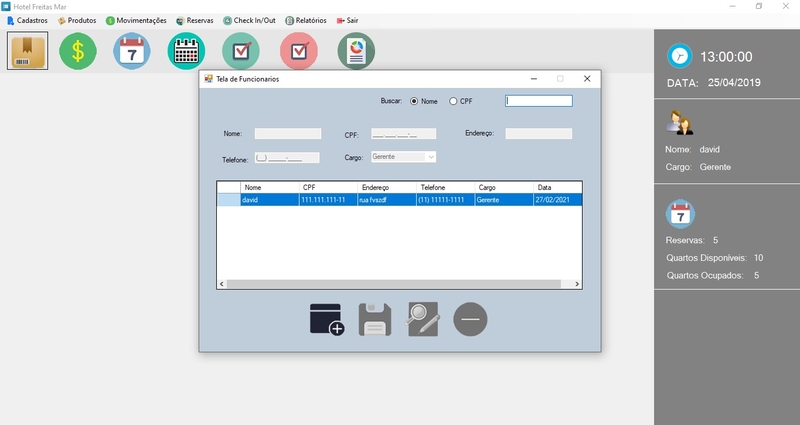 Hotel Freitas Mar
Cadastros Produtos Movimentações Reservas Check In/Out Relatórios Sair
7
13:00:00
DATA: 25/04/2019
Nome: david
Cargo: Gerente
7
Reservas: 5
Quartos Disponíveis: 10
Quartos Ocupados: 5
Tela de Funcionarios
Buscar: Nome CPF
Nome: CPF: ___.___.___-__ Endereço:
Telefone: (__) _____-____ Cargo: Gerente
Nome CPF Endereço Telefone Cargo Data
david 111.111.111-11 rua fvszdf (11) 11111-1111 Gerente 27/02/2021